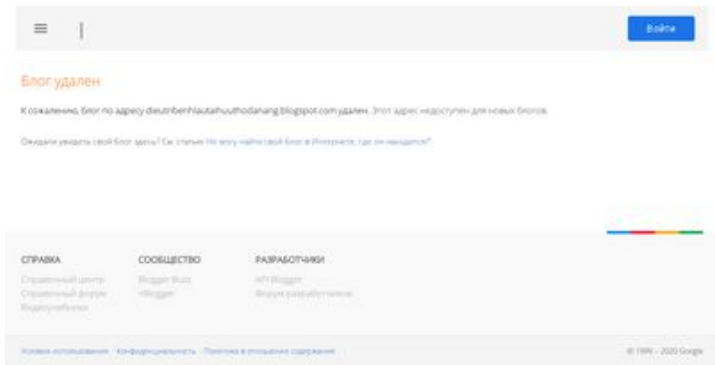 Войти
Блог удален
К сожалению, блог по адресу dieutribenhlautaihuuthodanang.blogspot.com удален. Этот адрес недоступен для новых блогов.
Ожидали увидеть свой блог здесь? См. статью Не могу найти свой блог в Интернете, где он находится?".
СПРАВКА СООБЩЕСТВО РАЗРАБОТЧИКИ
Справочный центр Blogger Buzz API Blogger
Справочный форум +Blogger Форум разработчиков
Видеоучебники
Условия использования Конфиденциальность Политика в отношении содержания © 1999 – 2020 Google